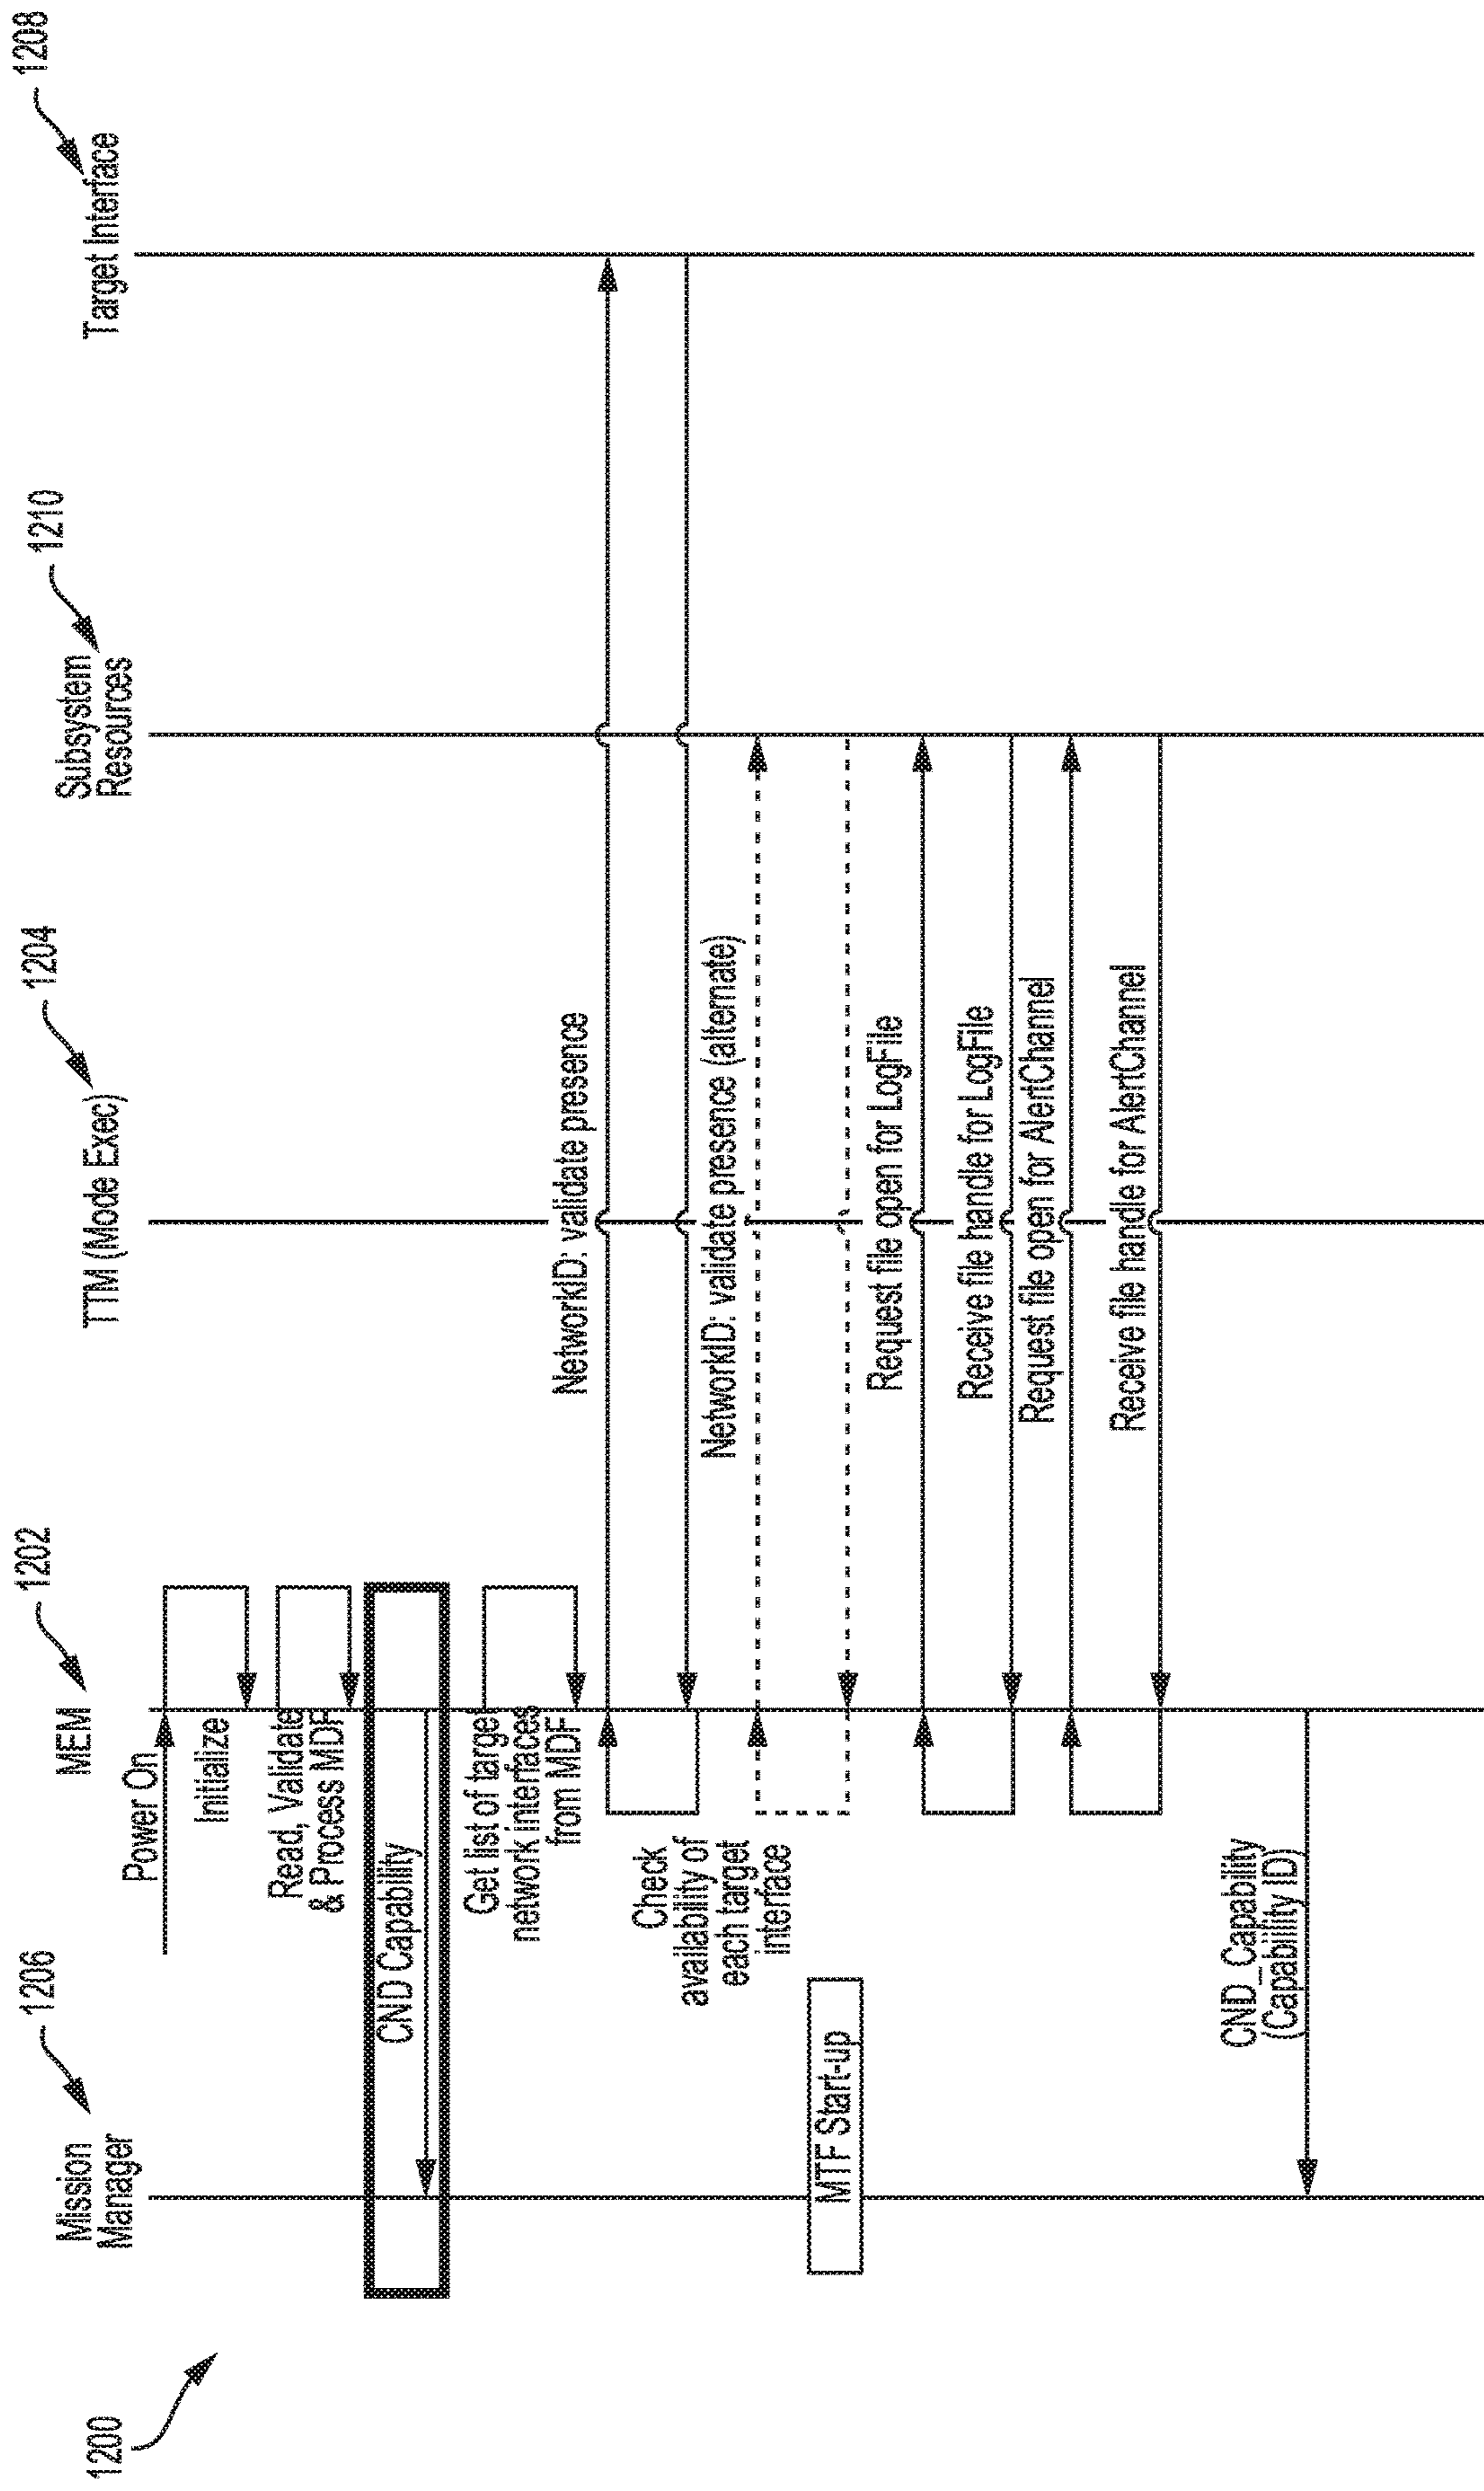 1200
1206
Mission
Manager
1202
MEM
1204
TTM (Mode Exec)
1210
Subsystem
Resources
1208
Target Interface
Power On
Initialize
Read, Validate
& Process MDF
CND Capability
Get list of target
network interfaces
from MDF
NetworkID: validate presence
Check
availability of
each target
interface
NetworkID: validate presence (alternate)
MTF Start-up
Request file open for LogFile
Receive file handle for LogFile
Request file open for AlertChannel
Receive file handle for AlertChannel
CND_Capability
(Capability ID)